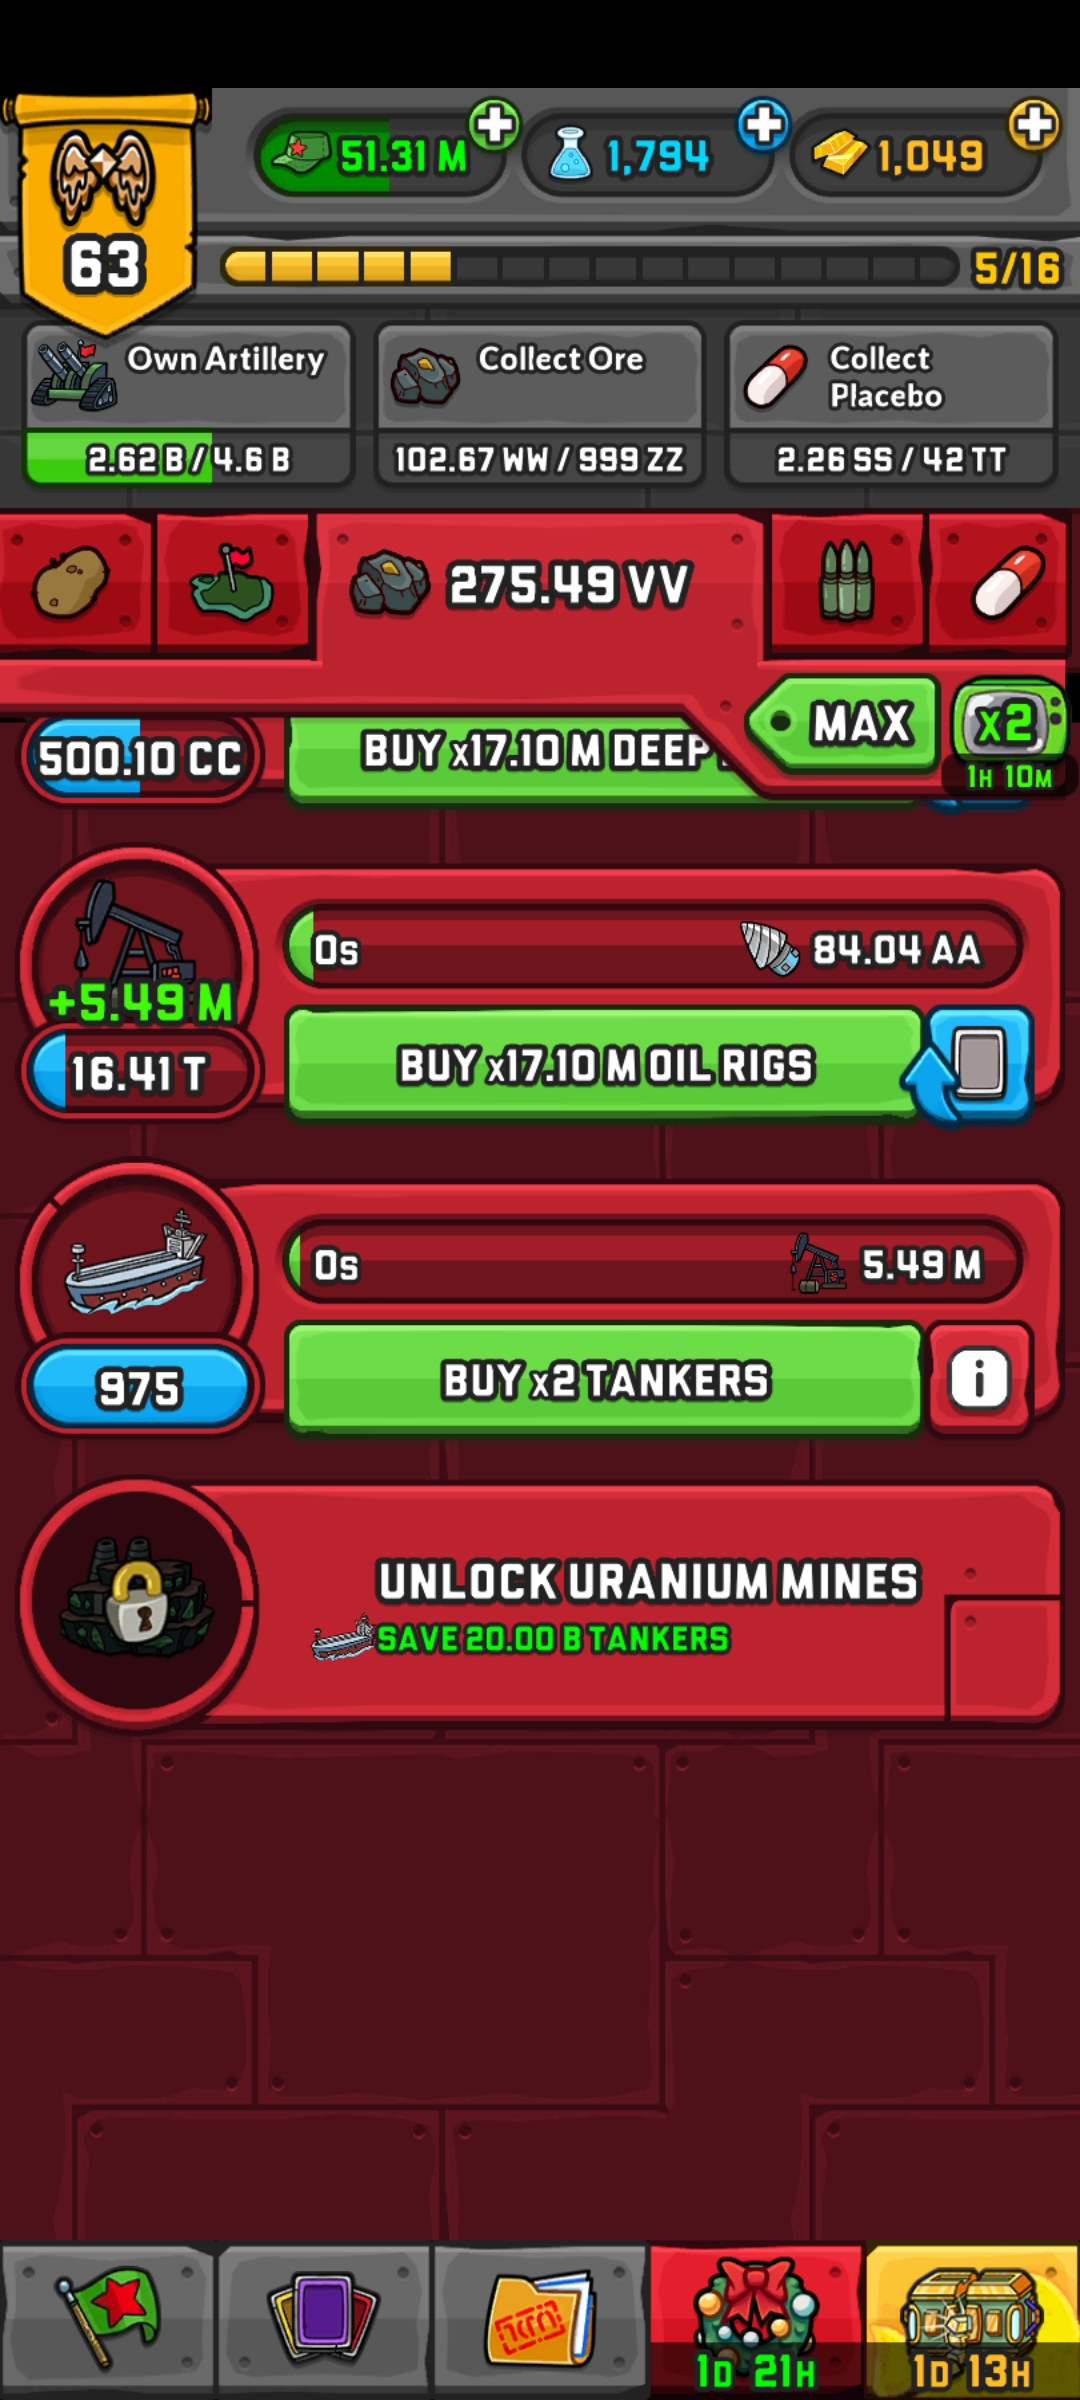 51.31 M
1,794
1,049
63
5/16
Own Artillery
2.62 B / 4.6 B
Collect Ore
102.67 WW / 999 ZZ
Collect
Placebo
2.26 SS / 42 TT
275.49 VV
MAX
x2
1H 10M
500.10 CC
BUY x17.10 M DEEP
0s
84.04 AA
+5.49 M
16.41 T
BUY x17.10 M OIL RIGS
0s
5.49 M
975
BUY x2 TANKERS
i
UNLOCK URANIUM MINES
SAVE 20.00 B TANKERS
1D 21H
1D 13H